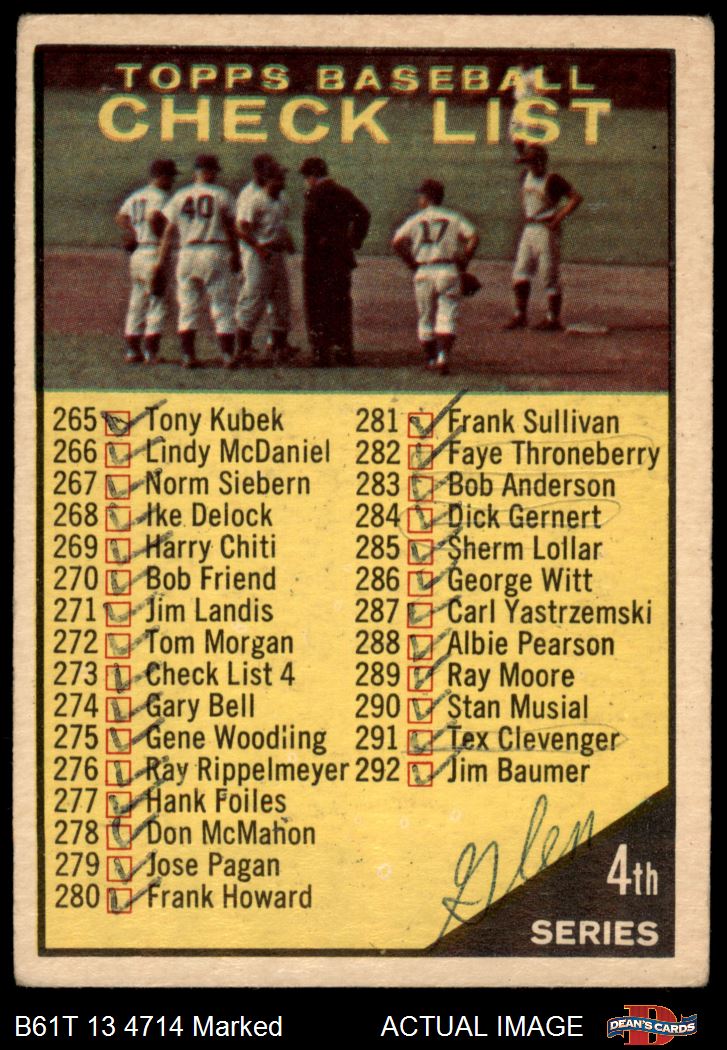 TOPPS BASEBALL
CHECK LIST
11 40 17
265 Tony Kubek
266 Lindy McDaniel
267 Norm Siebern
268 Ike Delock
269 Harry Chiti
270 Bob Friend
271 Jim Landis
272 Tom Morgan
273 Check List 4
274 Gary Bell
275 Gene Woodling
276 Ray Rippelmeyer
277 Hank Foiles
278 Don McMahon
279 Jose Pagan
280 Frank Howard
281 Frank Sullivan
282 Faye Throneberry
283 Bob Anderson
284 Dick Gernert
285 Sherm Lollar
286 George Witt
287 Carl Yastrzemski
288 Albie Pearson
289 Ray Moore
290 Stan Musial
291 Tex Clevenger
292 Jim Baumer
Glen
4th
SERIES
B61T 13 4714 Marked
ACTUAL IMAGE
DEAN'S CARDS